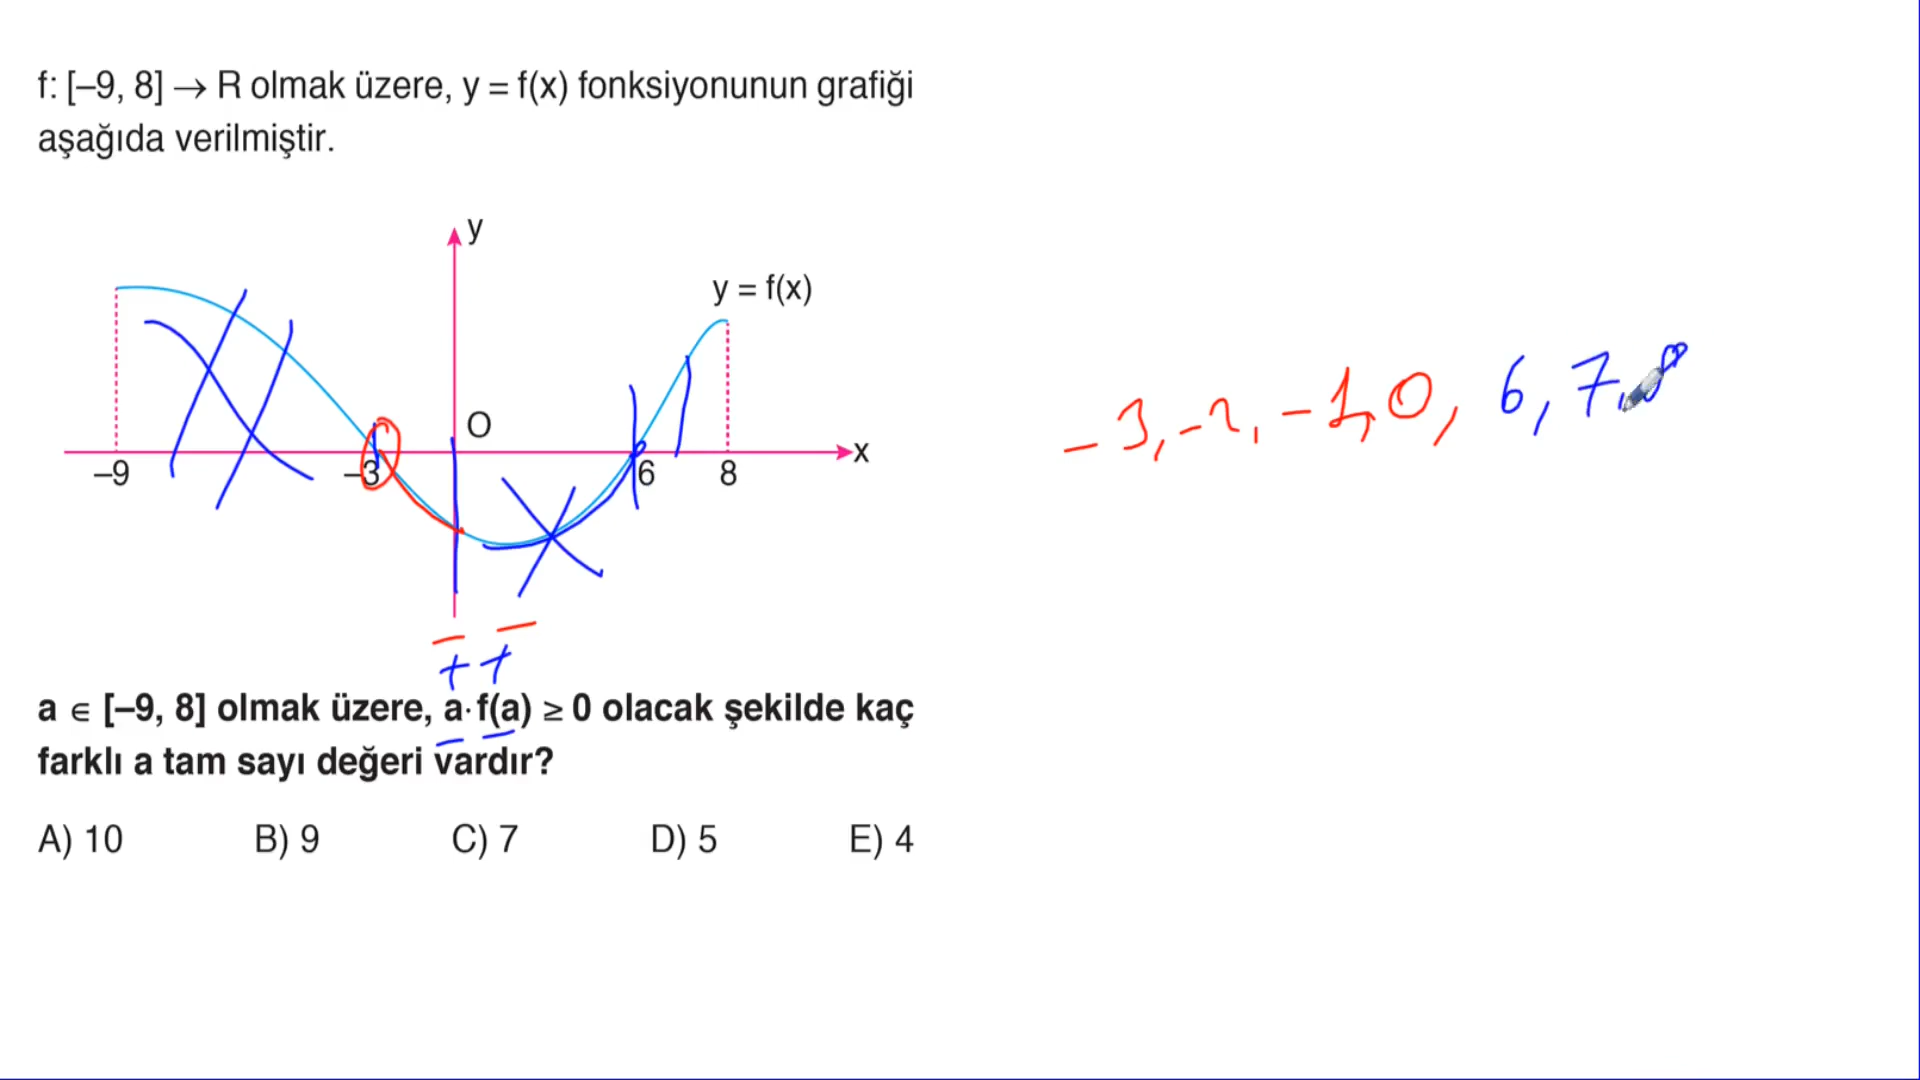 f: [–9, 8] → R olmak üzere, y = f(x) fonksiyonunun grafiği
aşağıda verilmiştir.
y
y = f(x)
O
x
–9
–3
6
8
-3, -2, -1, 0, 6, 7, 8
– –
+ +
a ∈ [–9, 8] olmak üzere, a·f(a) ≥ 0 olacak şekilde kaç
– –
farklı a tam sayı değeri vardır?
A) 10 B) 9 C) 7 D) 5 E) 4